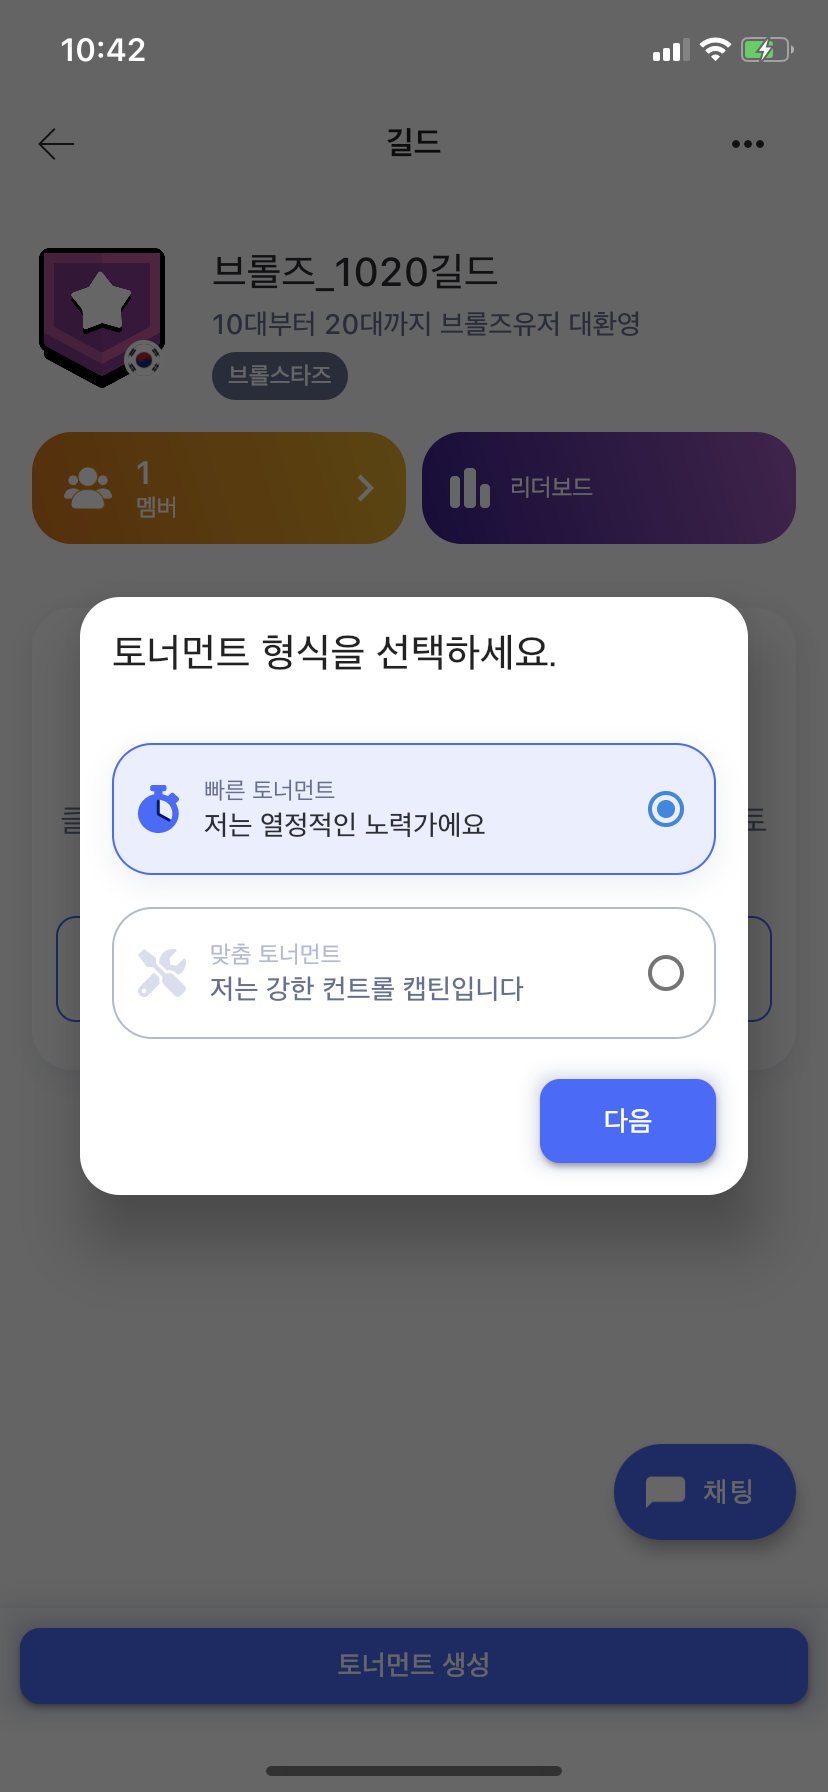 10:42
길드
브롤즈_1020길드
10대부터 20대까지 브롤즈유저 대환영
브롤스타즈
1
멤버
리더보드
토너먼트 형식을 선택하세요.
빠른 토너먼트
저는 열정적인 노력가에요
맞춤 토너먼트
저는 강한 컨트롤 캡틴입니다
다음
채팅
토너먼트 생성